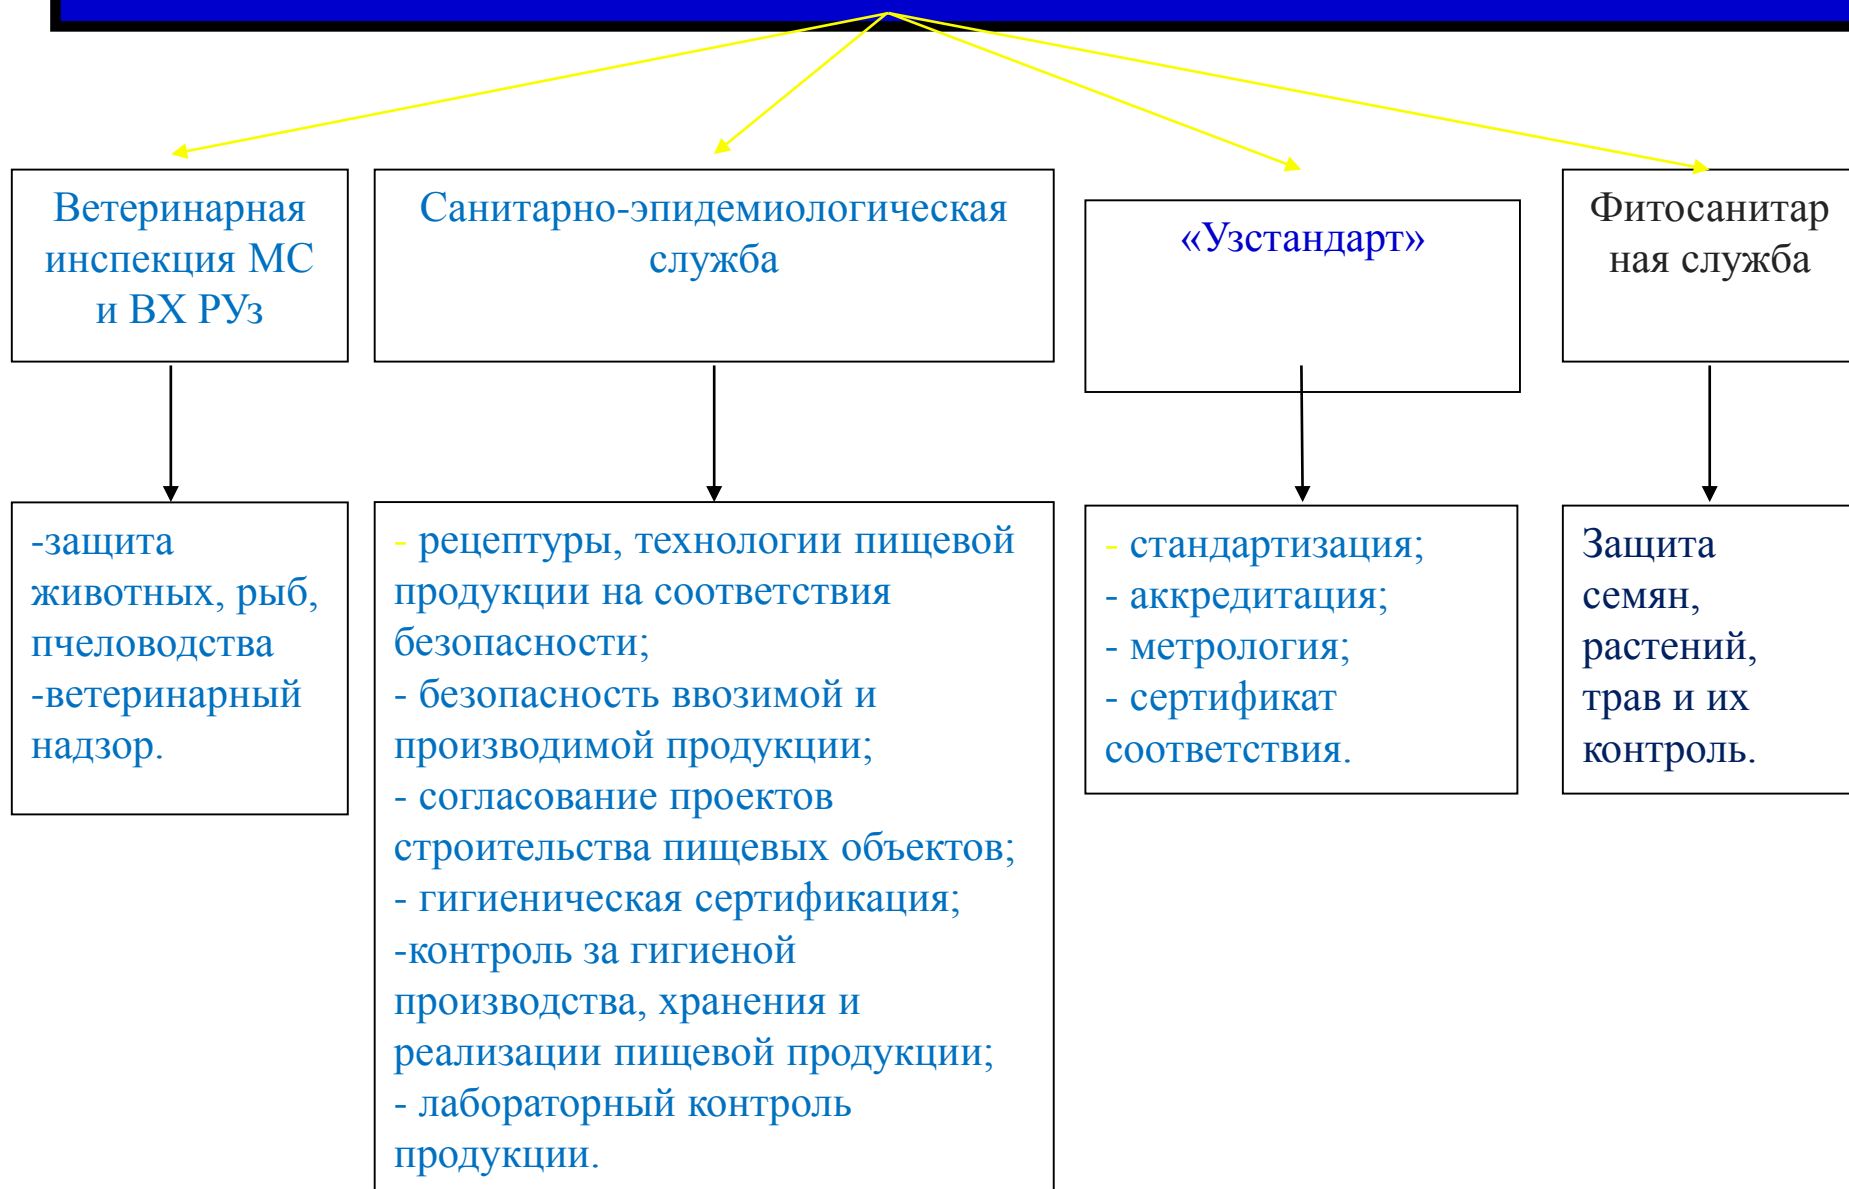 Ветеринарная
инспекция МС
и ВХ РУз
Санитарно-эпидемиологическая
служба
«Узстандарт»
Фитосанитар
ная служба
-защита
животных, рыб,
пчеловодства
-ветеринарный
надзор.
- рецептуры, технологии пищевой
продукции на соответствия
безопасности;
- безопасность ввозимой и
производимой продукции;
- согласование проектов
строительства пищевых объектов;
- гигиеническая сертификация;
-контроль за гигиеной
производства, хранения и
реализации пищевой продукции;
- лабораторный контроль
продукции.
- стандартизация;
- аккредитация;
- метрология;
- сертификат
соответствия.
Защита
семян,
растений,
трав и их
контроль.